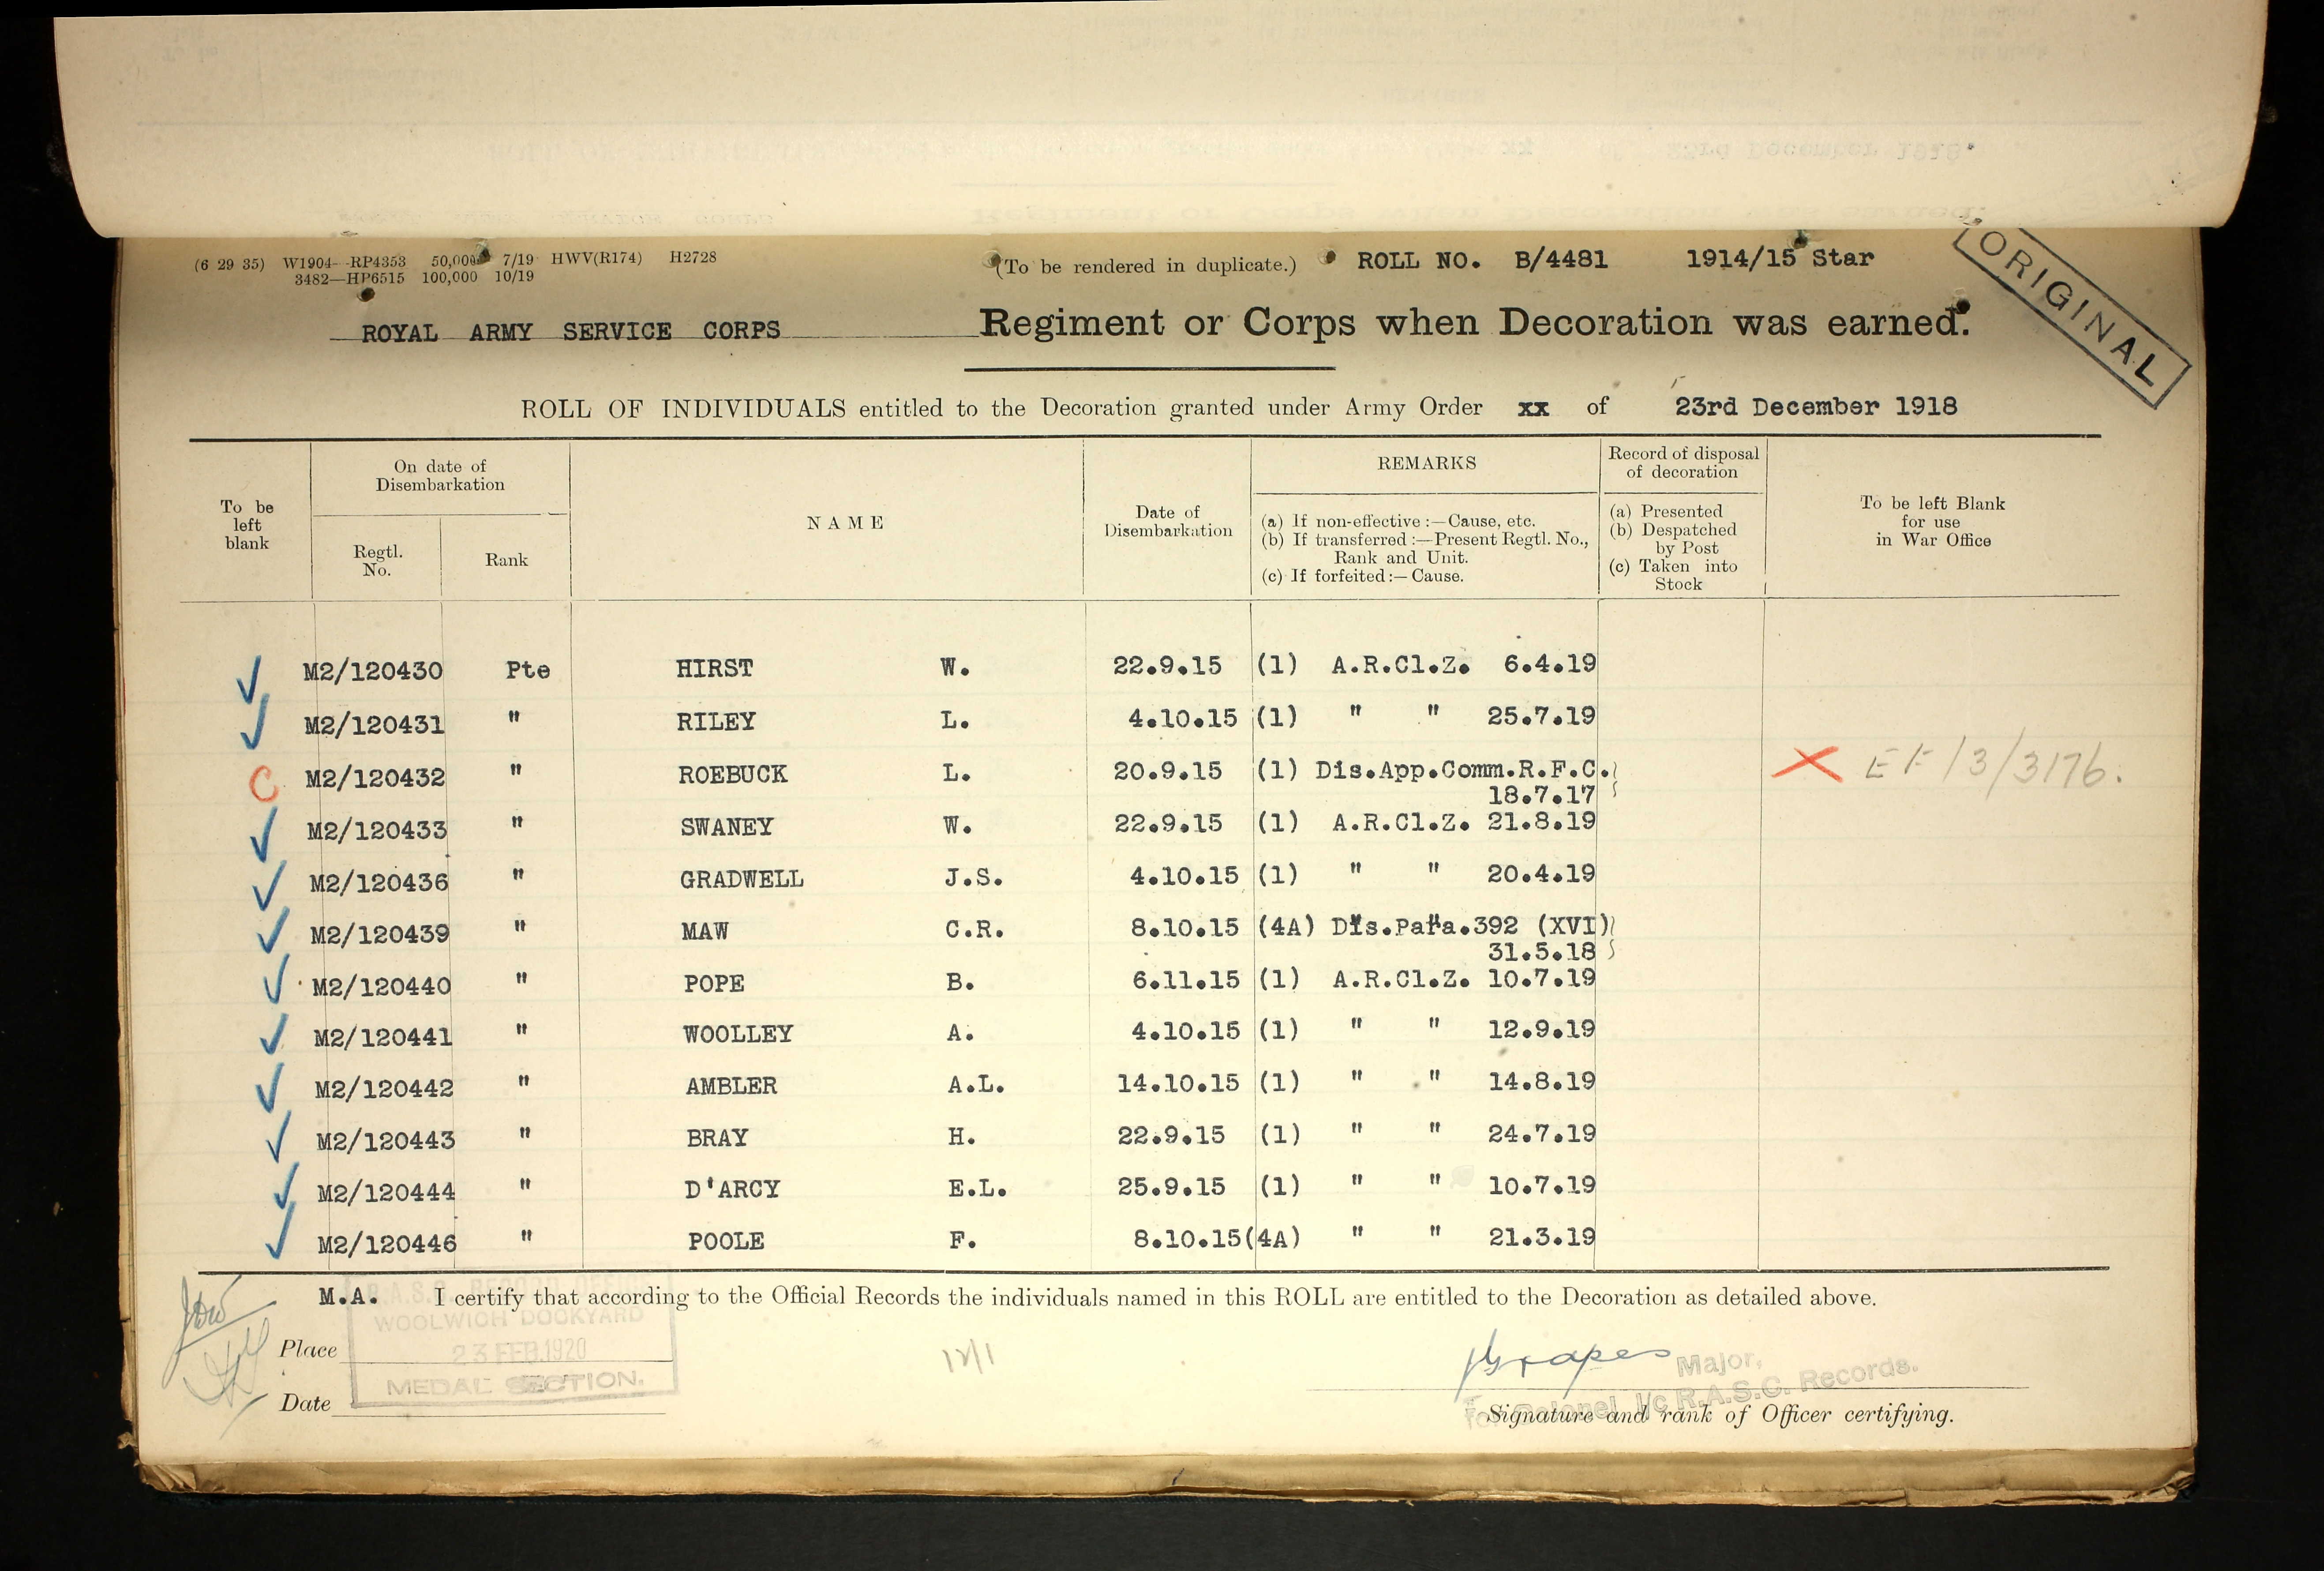 (6 29 35) W1904- -RP4353 50,000 7/19 HWV(R174) H2728
3482—HP6515 100,000 10/19
(To be rendered in duplicate.) ROLL NO. B/4481 1914/15 Star
ORIGINAL
ROYAL ARMY SERVICE CORPS Regiment or Corps when Decoration was earned.
ROLL OF INDIVIDUALS entitled to the Decoration granted under Army Order xx of 23rd December 1918
To be left blank
On date of Disembarkation
Regtl. No.
Rank
NAME
Date of Disembarkation
REMARKS
(a) If non-effective :—Cause, etc.
(b) If transferred :—Present Regtl. No., Rank and Unit.
(c) If forfeited :—Cause.
Record of disposal of decoration
(a) Presented
(b) Despatched by Post
(c) Taken into Stock
To be left Blank for use in War Office
M2/120430 Pte HIRST W. 22.9.15 (1) A.R.Cl.Z. 6.4.19
M2/120431 " RILEY L. 4.10.15 (1) " " 25.7.19
C M2/120432 " ROEBUCK L. 20.9.15 (1) Dis.App.Comm.R.F.C. X EF/3/3176.
18.7.17
M2/120433 " SWANEY W. 22.9.15 (1) A.R.Cl.Z. 21.8.19
M2/120436 " GRADWELL J.S. 4.10.15 (1) " " 20.4.19
M2/120439 " MAW C.R. 8.10.15 (4A) Dis.Para.392 (XVI)
31.5.18
M2/120440 " POPE B. 6.11.15 (1) A.R.Cl.Z. 10.7.19
M2/120441 " WOOLLEY A. 4.10.15 (1) " " 12.9.19
M2/120442 " AMBLER A.L. 14.10.15 (1) " " 14.8.19
M2/120443 " BRAY H. 22.9.15 (1) " " 24.7.19
M2/120444 " D'ARCY E.L. 25.9.15 (1) " " 10.7.19
M2/120446 " POOLE F. 8.10.15 (4A) " " 21.3.19
M.A. I certify that according to the Official Records the individuals named in this ROLL are entitled to the Decoration as detailed above.
R.A.S.C. RECORD OFFICE
WOOLWICH DOCKYARD
23 FEB 1920
MEDAL SECTION.
Place
Date
Major,
for Colonel i/c R.A.S.C. Records.
Signature and rank of Officer certifying.